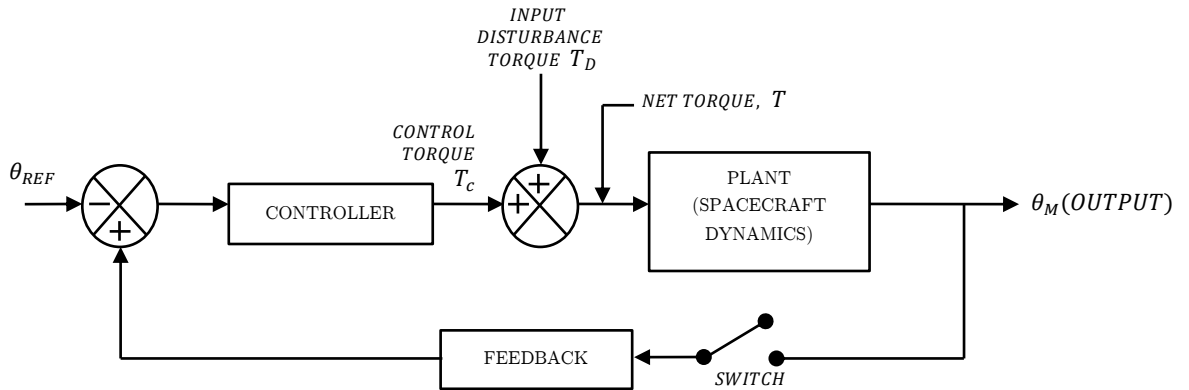 INPUT
DISTURBANCE
TORQUE T_D
NET TORQUE, T
CONTROL
TORQUE
T_c
θ_REF
−
+
+
+
CONTROLLER
PLANT
(SPACECRAFT
DYNAMICS)
θ_M(OUTPUT)
FEEDBACK
SWITCH